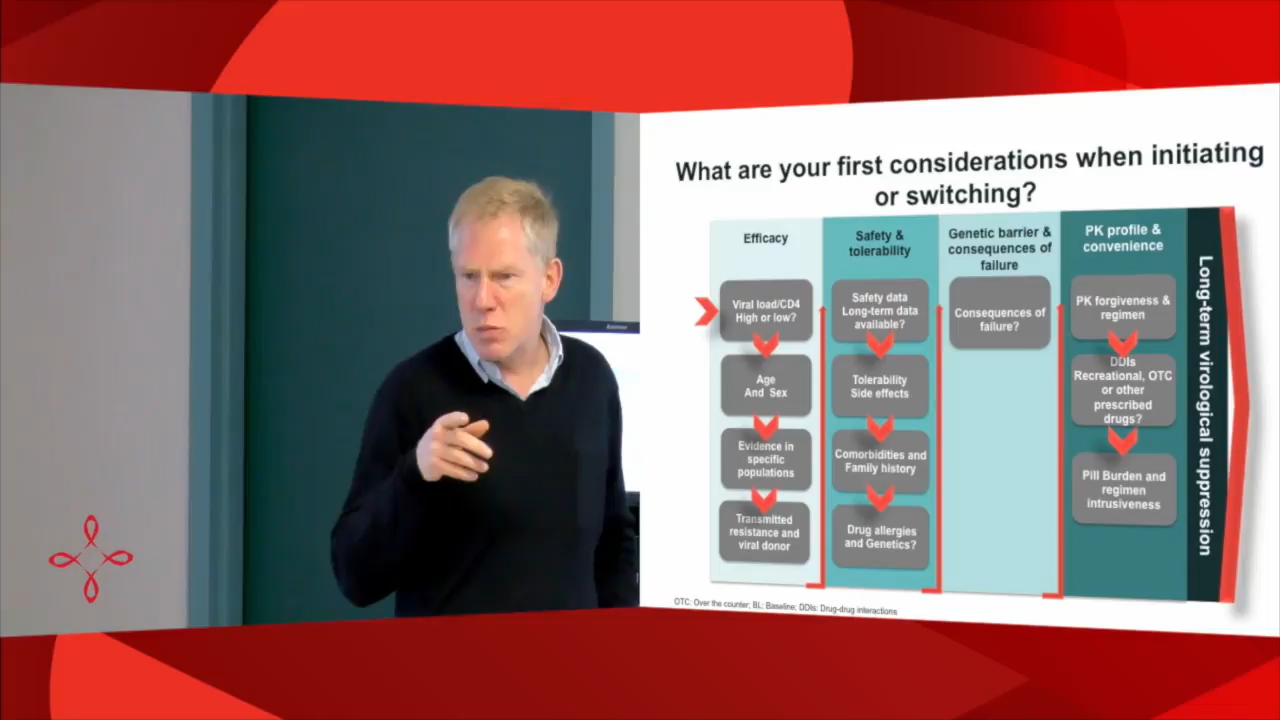 What are your first considerations when initiating
or switching?
Efficacy
Viral load/CD4
High or low?
Age
And Sex
Evidence in
specific
populations
Transmitted
resistance and
viral donor
Safety &
tolerability
Safety data
Long-term data
available?
Tolerability
Side effects
Comorbidities and
Family history
Drug allergies
and Genetics?
Genetic barrier &
consequences of
failure
Consequences of
failure?
PK profile &
convenience
PK forgiveness &
regimen
DDIs
Recreational, OTC
or other
prescribed
drugs?
Pill Burden and
regimen
intrusiveness
Long-term virological suppression
OTC: Over the counter; BL: Baseline; DDIs: Drug-drug interactions